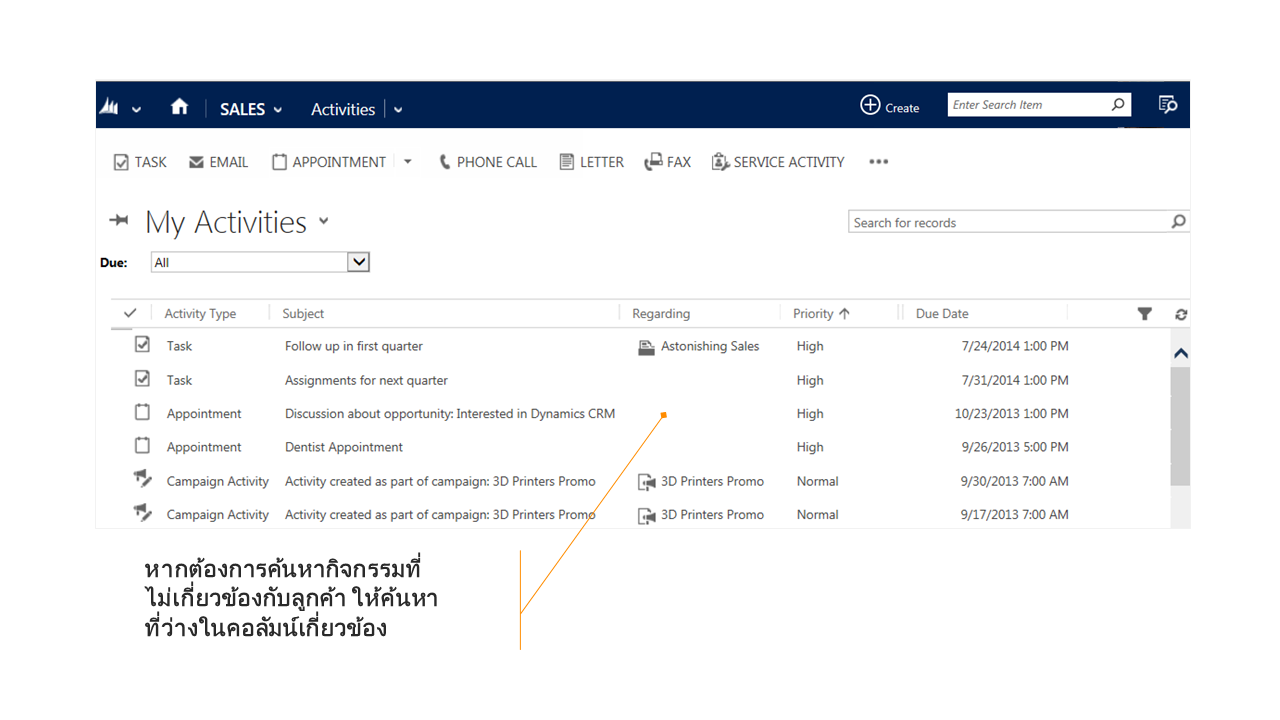 SALES Activities Create Enter Search Item
TASK EMAIL APPOINTMENT PHONE CALL LETTER FAX SERVICE ACTIVITY
My Activities
Search for records
Due: All
Activity Type Subject Regarding Priority Due Date
Task Follow up in first quarter Astonishing Sales High 7/24/2014 1:00 PM
Task Assignments for next quarter High 7/31/2014 1:00 PM
Appointment Discussion about opportunity: Interested in Dynamics CRM High 10/23/2013 1:00 PM
Appointment Dentist Appointment High 9/26/2013 5:00 PM
Campaign Activity Activity created as part of campaign: 3D Printers Promo 3D Printers Promo Normal 9/30/2013 7:00 AM
Campaign Activity Activity created as part of campaign: 3D Printers Promo 3D Printers Promo Normal 9/17/2013 7:00 AM
หากต้องการค้นหากิจกรรมที่
ไม่เกี่ยวข้องกับลูกค้า ให้ค้นหา
ที่ว่างในคอลัมน์เกี่ยวข้อง